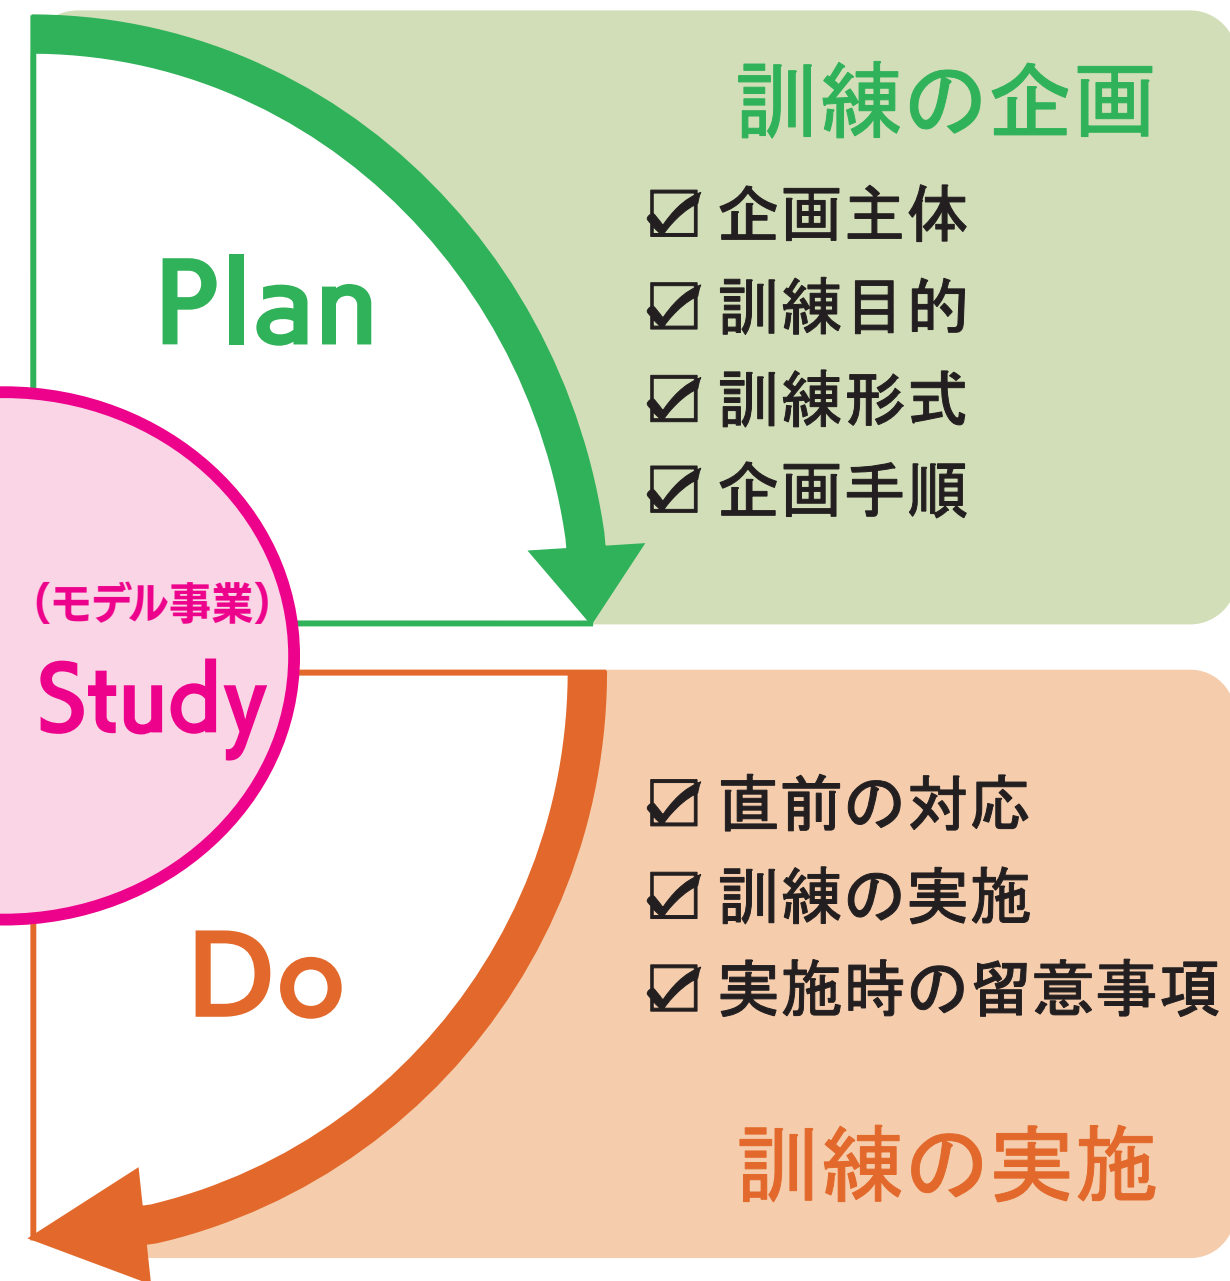 訓練の企画
☑ 企画主体
☑ 訓練目的
☑ 訓練形式
☑ 企画手順
Plan
（モデル事業）
Study
☑ 直前の対応
☑ 訓練の実施
☑ 実施時の留意事項
Do
訓練の実施